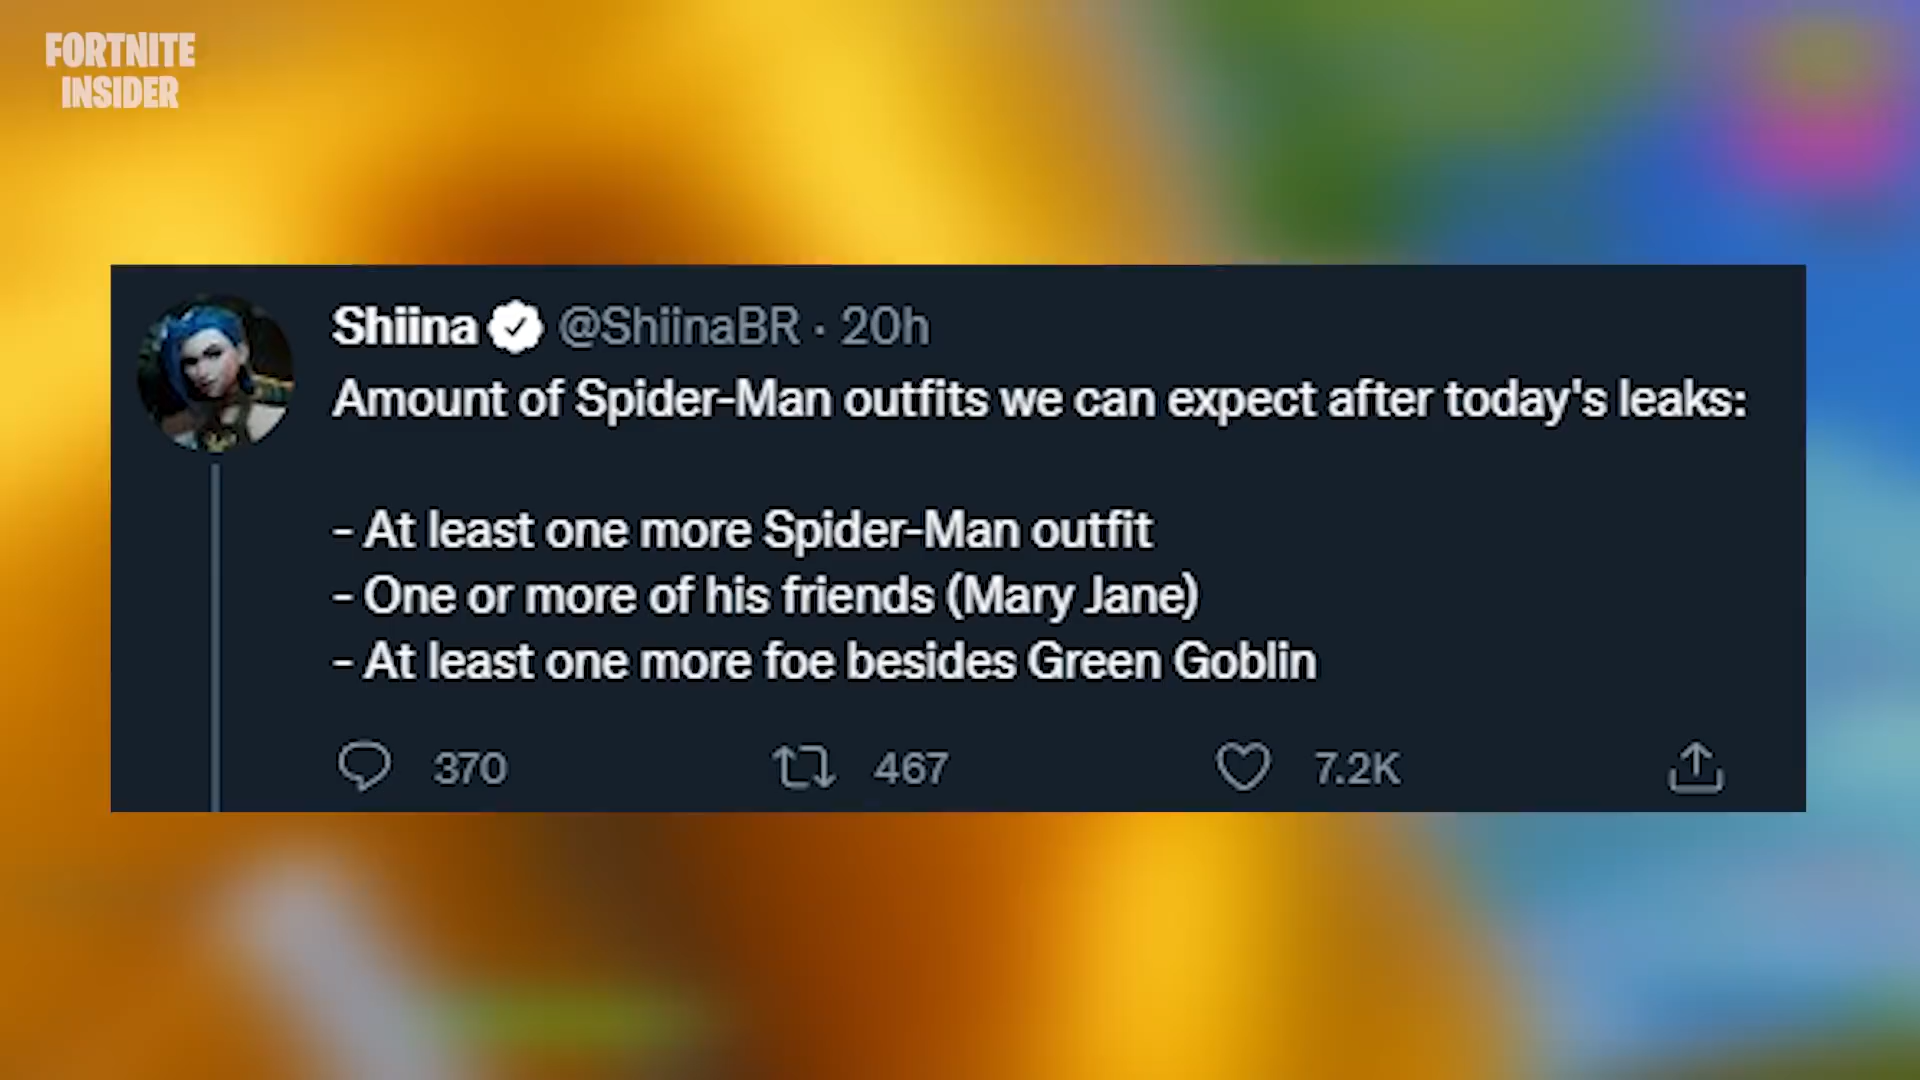 FORTNITE
INSIDER
Shiina @ShiinaBR · 20h
Amount of Spider-Man outfits we can expect after today's leaks:
- At least one more Spider-Man outfit
- One or more of his friends (Mary Jane)
- At least one more foe besides Green Goblin
370 467 7.2K